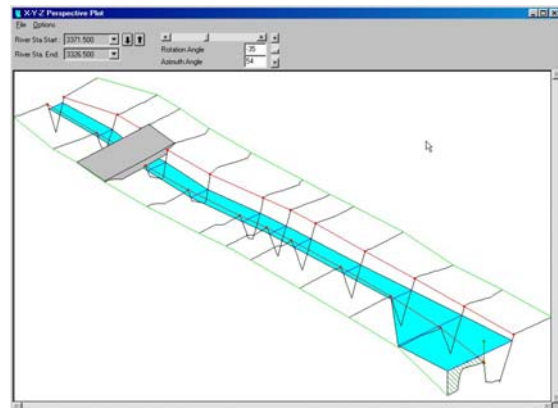 X-Y-Z Perspective Plot
File Options
River Sta Start: 3371.500
Rotation Angle -35
River Sta. End: 3326.500
Azimuth Angle 54